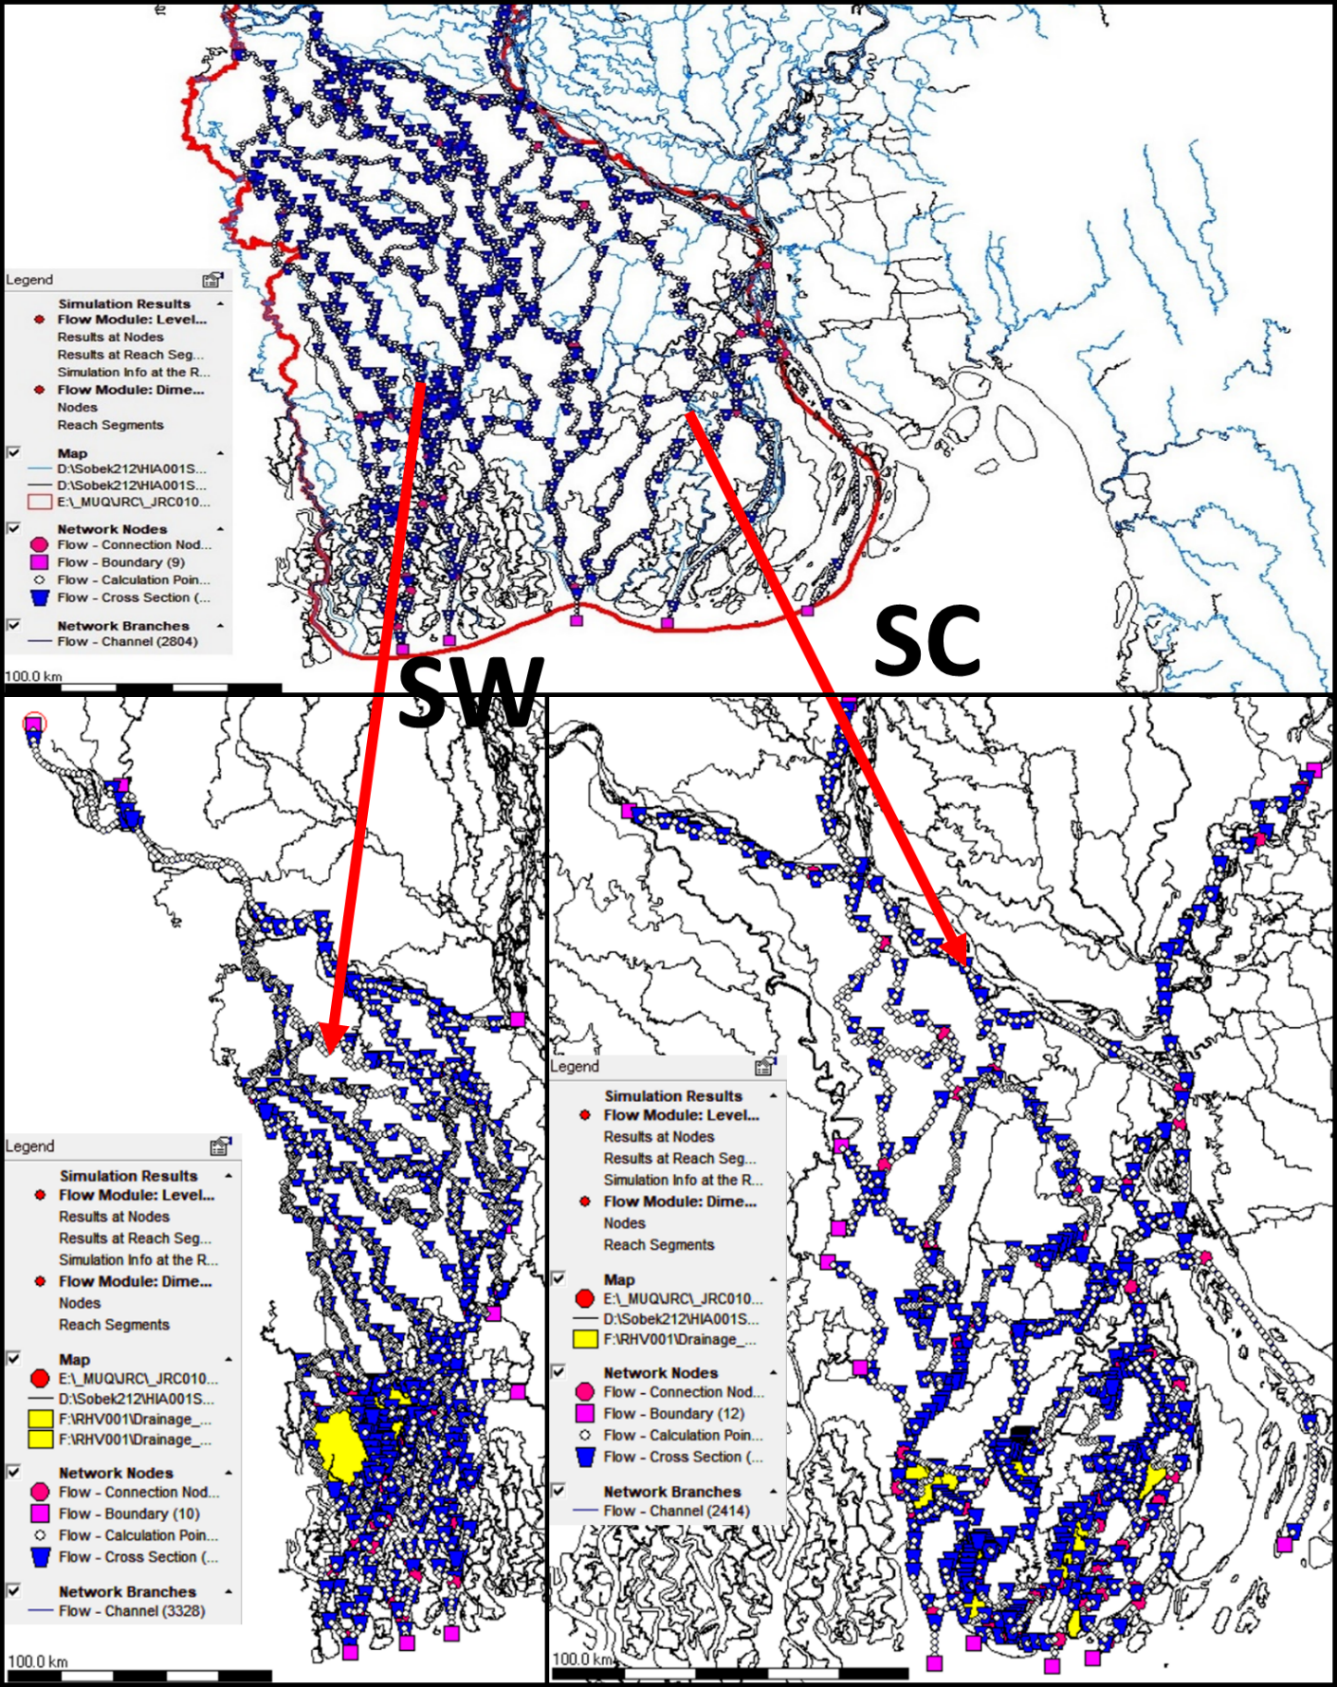 Legend
Simulation Results
Flow Module: Level...
Results at Nodes
Results at Reach Seg...
Simulation Info at the R...
Flow Module: Dime...
Nodes
Reach Segments
Map
D:\Sobek212\HIA001S...
D:\Sobek212\HIA001S...
E:\_MUQ\JRC\_JRC010...
Network Nodes
Flow - Connection Nod...
Flow - Boundary (9)
Flow - Calculation Poin...
Flow - Cross Section (...
Network Branches
Flow - Channel (2804)
100.0 km
SC
SW
Legend
Simulation Results
Flow Module: Level...
Results at Nodes
Results at Reach Seg...
Simulation Info at the R...
Flow Module: Dime...
Nodes
Reach Segments
Map
E:\_MUQ\JRC\_JRC010...
D:\Sobek212\HIA001S...
F:\RHV001\Drainage_...
F:\RHV001\Drainage_...
Network Nodes
Flow - Connection Nod...
Flow - Boundary (10)
Flow - Calculation Poin...
Flow - Cross Section (...
Network Branches
Flow - Channel (3328)
100.0 km
Legend
Simulation Results
Flow Module: Level...
Results at Nodes
Results at Reach Seg...
Simulation Info at the R...
Flow Module: Dime...
Nodes
Reach Segments
Map
E:\_MUQ\JRC\_JRC010...
D:\Sobek212\HIA001S...
F:\RHV001\Drainage_...
Network Nodes
Flow - Connection Nod...
Flow - Boundary (12)
Flow - Calculation Poin...
Flow - Cross Section (...
Network Branches
Flow - Channel (2414)
100.0 km